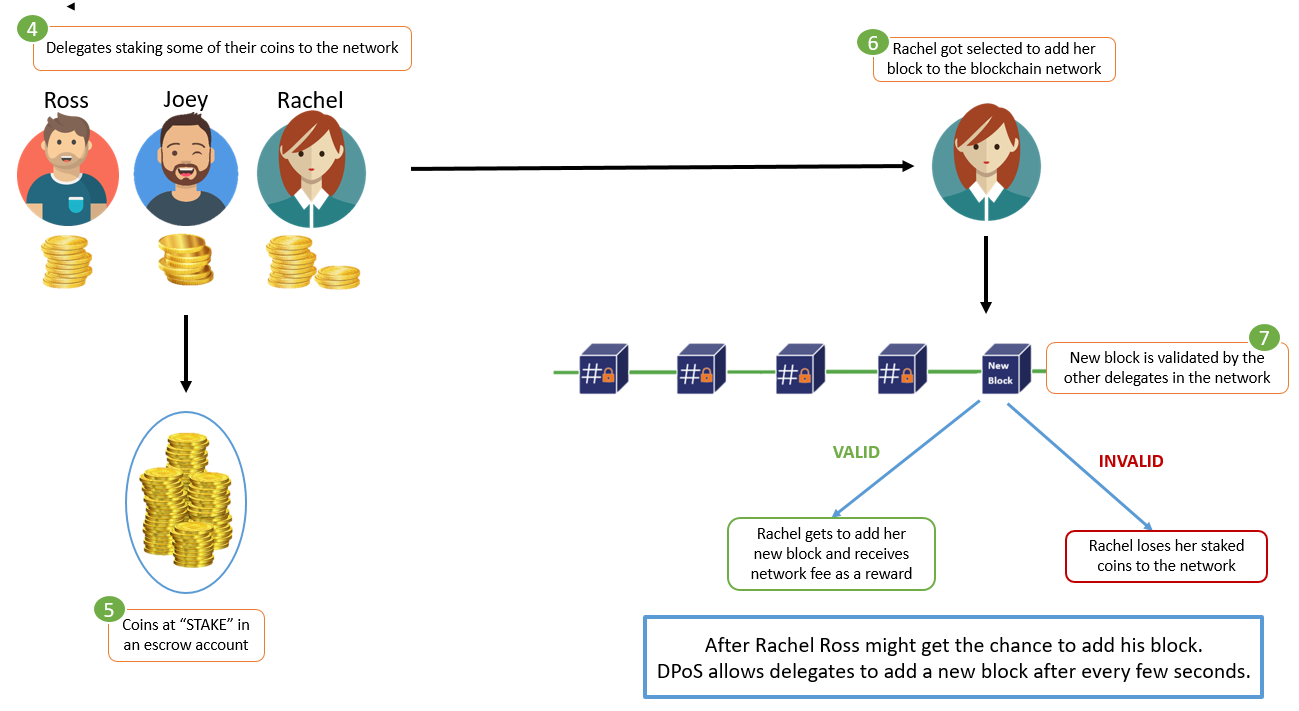 4
Delegates staking some of their coins to the network
Ross
Joey
Rachel
5
Coins at “STAKE” in
an escrow account
6
Rachel got selected to add her
block to the blockchain network
#
#
#
#
New
Block
7
New block is validated by the
other delegates in the network
VALID
INVALID
Rachel gets to add her
new block and receives
network fee as a reward
Rachel loses her staked
coins to the network
After Rachel Ross might get the chance to add his block.
DPoS allows delegates to add a new block after every few seconds.